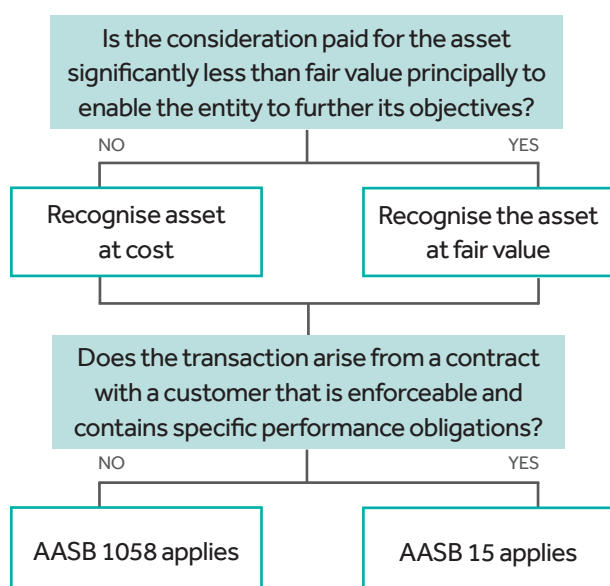 Is the consideration paid for the asset
significantly less than fair value principally to
enable the entity to further its objectives?
NO
YES
Recognise asset
at cost
Recognise the asset
at fair value
Does the transaction arise from a contract
with a customer that is enforceable and
contains specific performance obligations?
NO
YES
AASB 1058 applies
AASB 15 applies